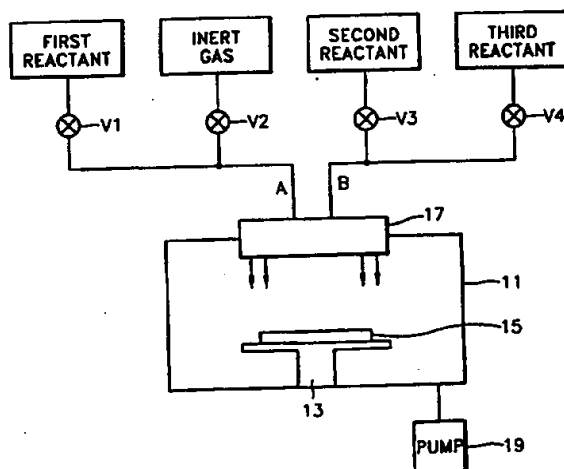 FIRST
REACTANT
INERT
GAS
SECOND
REACTANT
THIRD
REACTANT
V1
V2
V3
V4
A
B
17
11
15
13
PUMP
19